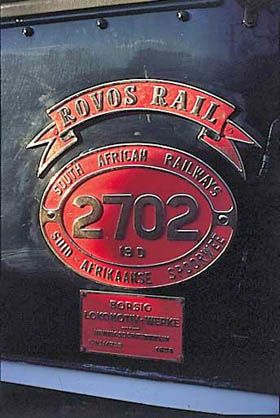 ROVOS RAIL
SOUTH AFRICAN RAILWAYS
2702
19D
SUID-AFRIKAANSE SPOORWEË
BORSIG
LOKOMOTIV-WERKE